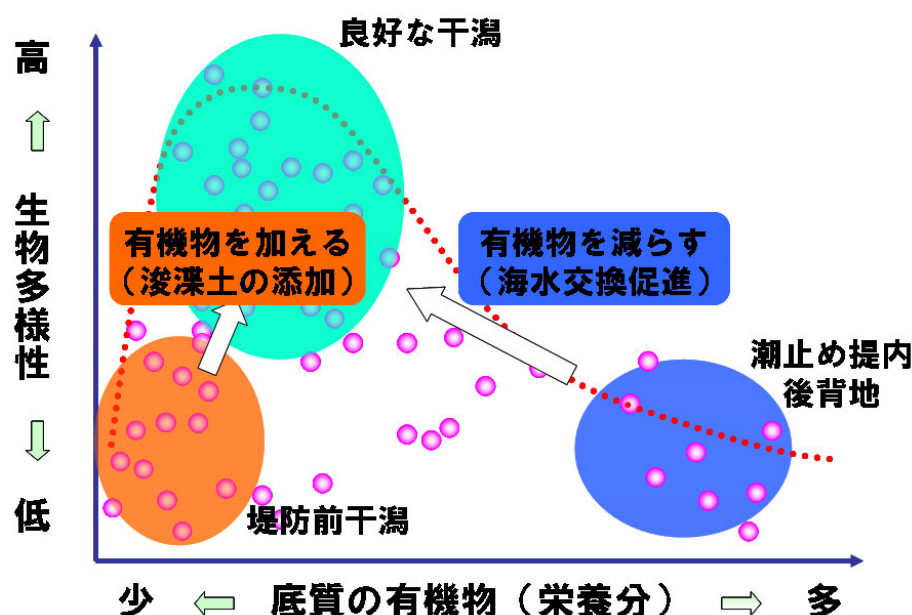 良好な干潟
高
生物多様性
低
有機物を加える
（浚渫土の添加）
有機物を減らす
（海水交換促進）
潮止め提内
後背地
堤防前干潟
少
底質の有機物（栄養分）
多